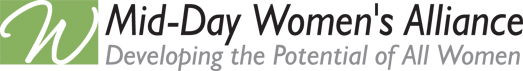 W Mid-Day Women's Alliance
Developing the Potential of All Women